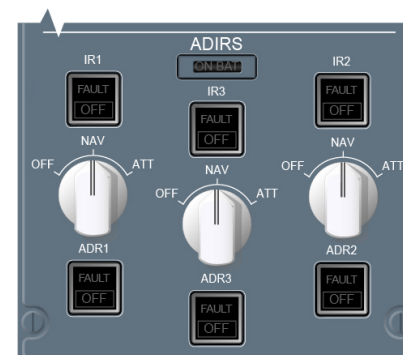 ADIRS
ON BAT
IR1
IR3
IR2
FAULT
OFF
FAULT
OFF
FAULT
OFF
NAV
OFF
ATT
NAV
OFF
ATT
NAV
OFF
ATT
ADR1
ADR3
ADR2
FAULT
OFF
FAULT
OFF
FAULT
OFF